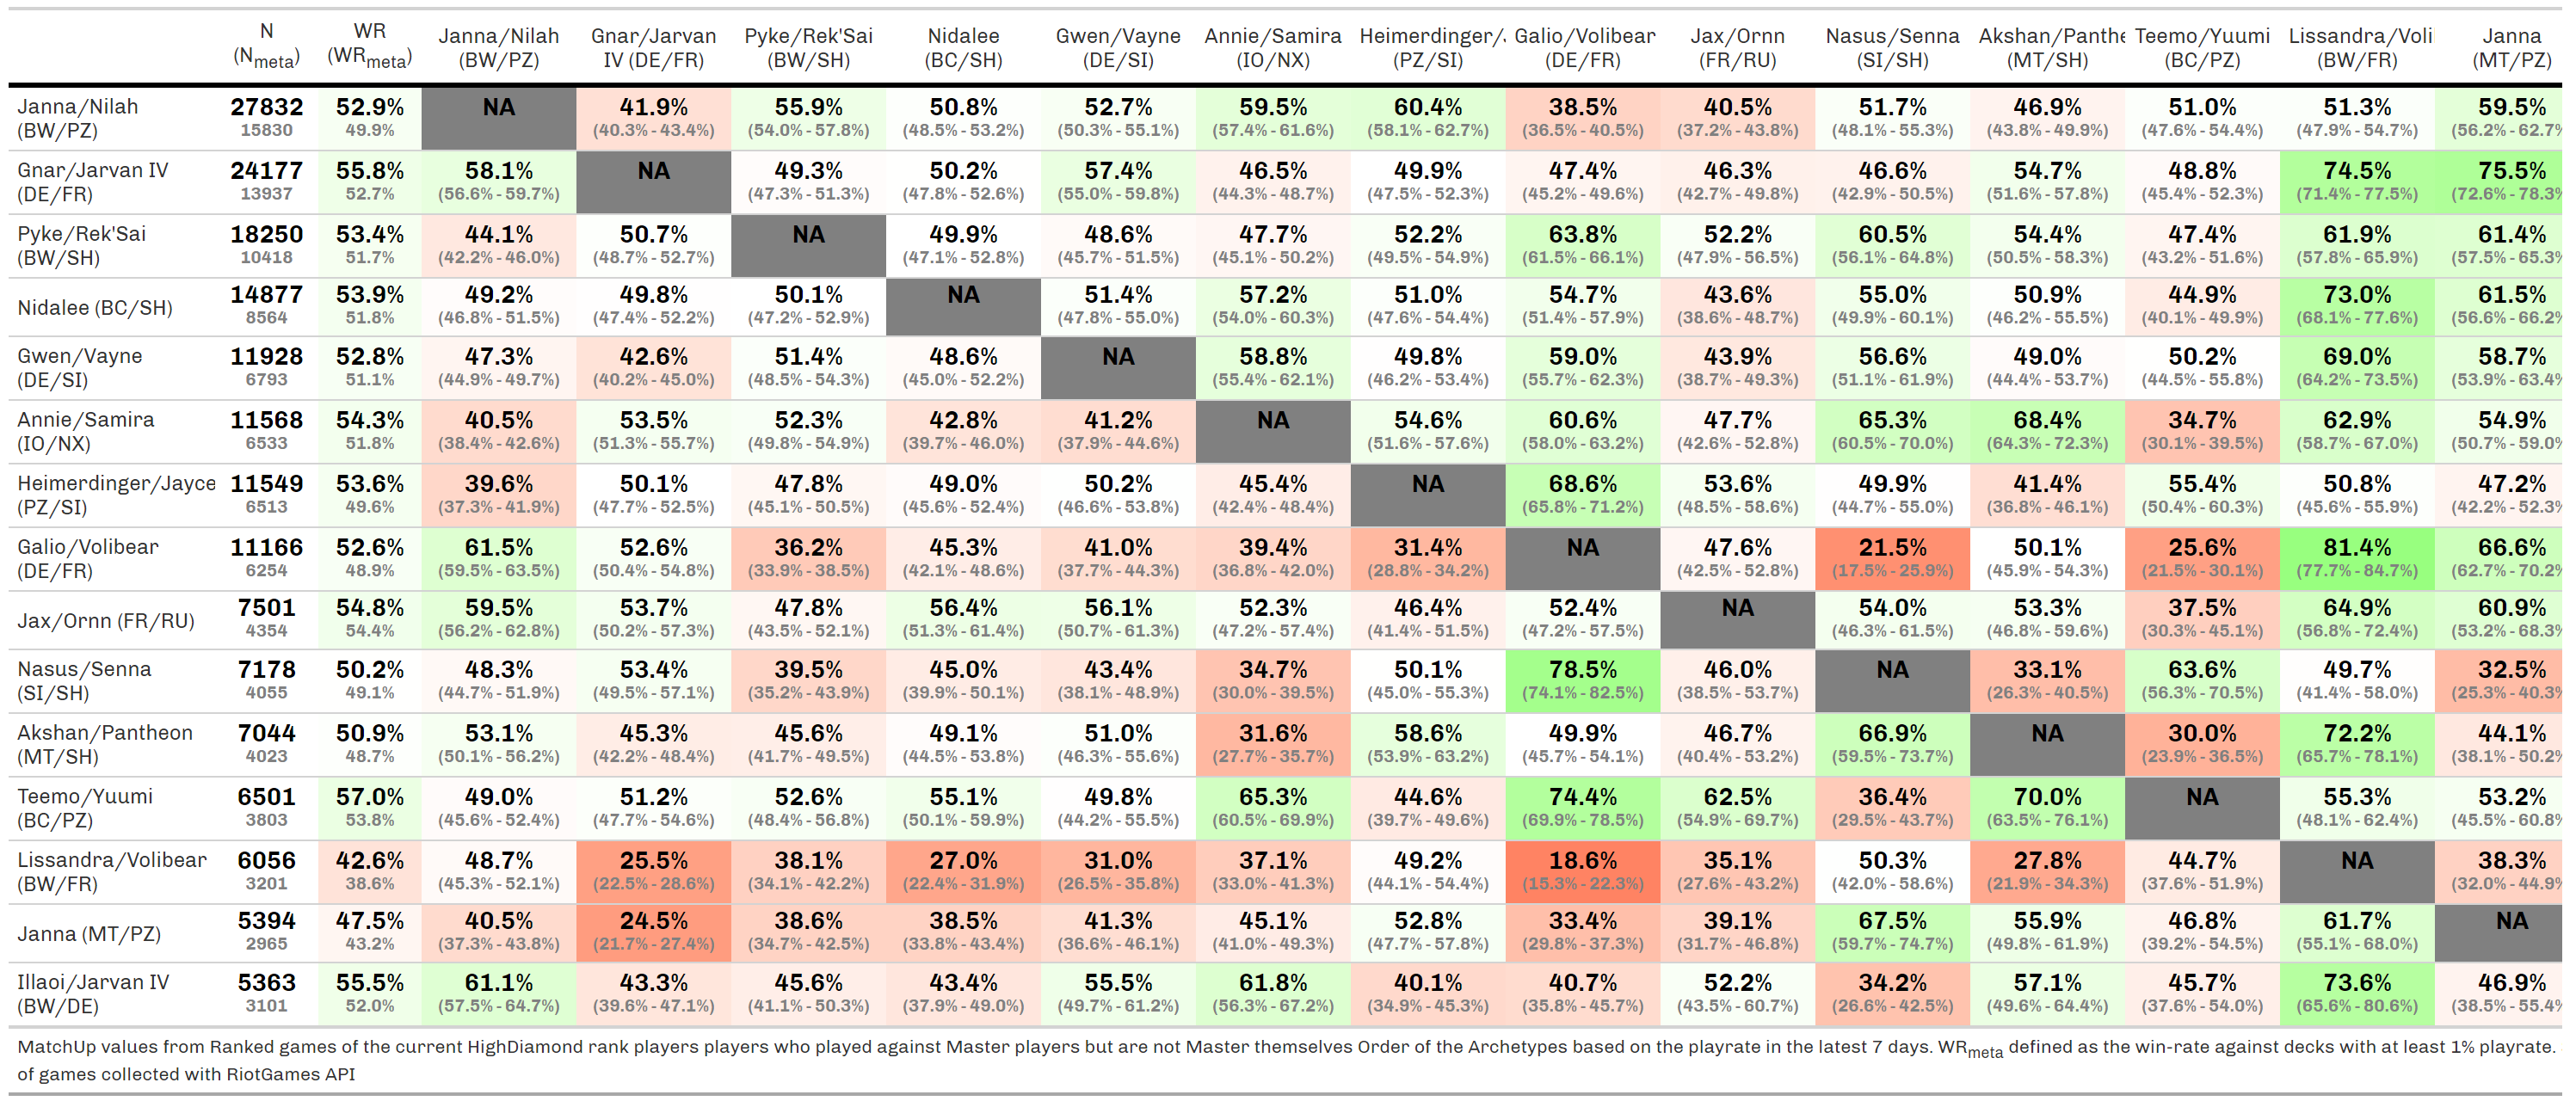 N WR Janna/Nilah Gnar/Jarvan Pyke/Rek'Sai Nidalee Gwen/Vayne Annie/Samira Heimerdinger/J Galio/Volibear Jax/Ornn Nasus/Senna Akshan/Panthe Teemo/Yuumi Lissandra/Voli Janna
(Nmeta) (WRmeta) (BW/PZ) IV (DE/FR) (BW/SH) (BC/SH) (DE/SI) (IO/NX) (PZ/SI) (DE/FR) (FR/RU) (SI/SH) (MT/SH) (BC/PZ) (BW/FR) (MT/PZ)
Janna/Nilah 27832 52.9% NA 41.9% 55.9% 50.8% 52.7% 59.5% 60.4% 38.5% 40.5% 51.7% 46.9% 51.0% 51.3% 59.5%
(BW/PZ) 15830 49.9% (40.3% - 43.4%) (54.0% - 57.8%) (48.5% - 53.2%) (50.3% - 55.1%) (57.4% - 61.6%) (58.1% - 62.7%) (36.5% - 40.5%) (37.2% - 43.8%) (48.1% - 55.3%) (43.8% - 49.9%) (47.6% - 54.4%) (47.9% - 54.7%) (56.2% - 62.7%
Gnar/Jarvan IV 24177 55.8% 58.1% NA 49.3% 50.2% 57.4% 46.5% 49.9% 47.4% 46.3% 46.6% 54.7% 48.8% 74.5% 75.5%
(DE/FR) 13937 52.7% (56.6% - 59.7%) (47.3% - 51.3%) (47.8% - 52.6%) (55.0% - 59.8%) (44.3% - 48.7%) (47.5% - 52.3%) (45.2% - 49.6%) (42.7% - 49.8%) (42.9% - 50.5%) (51.6% - 57.8%) (45.4% - 52.3%) (71.4% - 77.5%) (72.6% - 78.3%
Pyke/Rek'Sai 18250 53.4% 44.1% 50.7% NA 49.9% 48.6% 47.7% 52.2% 63.8% 52.2% 60.5% 54.4% 47.4% 61.9% 61.4%
(BW/SH) 10418 51.7% (42.2% - 46.0%) (48.7% - 52.7%) (47.1% - 52.8%) (45.7% - 51.5%) (45.1% - 50.2%) (49.5% - 54.9%) (61.5% - 66.1%) (47.9% - 56.5%) (56.1% - 64.8%) (50.5% - 58.3%) (43.2% - 51.6%) (57.8% - 65.9%) (57.5% - 65.3%
Nidalee (BC/SH) 14877 53.9% 49.2% 49.8% 50.1% NA 51.4% 57.2% 51.0% 54.7% 43.6% 55.0% 50.9% 44.9% 73.0% 61.5%
8564 51.8% (46.8% - 51.5%) (47.4% - 52.2%) (47.2% - 52.9%) (47.8% - 55.0%) (54.0% - 60.3%) (47.6% - 54.4%) (51.4% - 57.9%) (38.6% - 48.7%) (49.9% - 60.1%) (46.2% - 55.5%) (40.1% - 49.9%) (68.1% - 77.6%) (56.6% - 66.2%
Gwen/Vayne 11928 52.8% 47.3% 42.6% 51.4% 48.6% NA 58.8% 49.8% 59.0% 43.9% 56.6% 49.0% 50.2% 69.0% 58.7%
(DE/SI) 6793 51.1% (44.9% - 49.7%) (40.2% - 45.0%) (48.5% - 54.3%) (45.0% - 52.2%) (55.4% - 62.1%) (46.2% - 53.4%) (55.7% - 62.3%) (38.7% - 49.3%) (51.1% - 61.9%) (44.4% - 53.7%) (44.5% - 55.8%) (64.2% - 73.5%) (53.9% - 63.4%
Annie/Samira 11568 54.3% 40.5% 53.5% 52.3% 42.8% 41.2% NA 54.6% 60.6% 47.7% 65.3% 68.4% 34.7% 62.9% 54.9%
(IO/NX) 6533 51.8% (38.4% - 42.6%) (51.3% - 55.7%) (49.8% - 54.9%) (39.7% - 46.0%) (37.9% - 44.6%) (51.6% - 57.6%) (58.0% - 63.2%) (42.6% - 52.8%) (60.5% - 70.0%) (64.3% - 72.3%) (30.1% - 39.5%) (58.7% - 67.0%) (50.7% - 59.0%
Heimerdinger/Jayce 11549 53.6% 39.6% 50.1% 47.8% 49.0% 50.2% 45.4% NA 68.6% 53.6% 49.9% 41.4% 55.4% 50.8% 47.2%
(PZ/SI) 6513 49.6% (37.3% - 41.9%) (47.7% - 52.5%) (45.1% - 50.5%) (45.6% - 52.4%) (46.6% - 53.8%) (42.4% - 48.4%) (65.8% - 71.2%) (48.5% - 58.6%) (44.7% - 55.0%) (36.8% - 46.1%) (50.4% - 60.3%) (45.6% - 55.9%) (42.2% - 52.3%
Galio/Volibear 11166 52.6% 61.5% 52.6% 36.2% 45.3% 41.0% 39.4% 31.4% NA 47.6% 21.5% 50.1% 25.6% 81.4% 66.6%
(DE/FR) 6254 48.9% (59.5% - 63.5%) (50.4% - 54.8%) (33.9% - 38.5%) (42.1% - 48.6%) (37.7% - 44.3%) (36.8% - 42.0%) (28.8% - 34.2%) (42.5% - 52.8%) (17.5% - 25.9%) (45.9% - 54.3%) (21.5% - 30.1%) (77.7% - 84.7%) (62.7% - 70.2%
Jax/Ornn (FR/RU) 7501 54.8% 59.5% 53.7% 47.8% 56.4% 56.1% 52.3% 46.4% 52.4% NA 54.0% 53.3% 37.5% 64.9% 60.9%
4354 54.4% (56.2% - 62.8%) (50.2% - 57.3%) (43.5% - 52.1%) (51.3% - 61.4%) (50.7% - 61.3%) (47.2% - 57.4%) (41.4% - 51.5%) (47.2% - 57.5%) (46.3% - 61.5%) (46.8% - 59.6%) (30.3% - 45.1%) (56.8% - 72.4%) (53.2% - 68.3%
Nasus/Senna 7178 50.2% 48.3% 53.4% 39.5% 45.0% 43.4% 34.7% 50.1% 78.5% 46.0% NA 33.1% 63.6% 49.7% 32.5%
(SI/SH) 4055 49.1% (44.7% - 51.9%) (49.5% - 57.1%) (35.2% - 43.9%) (39.9% - 50.1%) (38.1% - 48.9%) (30.0% - 39.5%) (45.0% - 55.3%) (74.1% - 82.5%) (38.5% - 53.7%) (26.3% - 40.5%) (56.3% - 70.5%) (41.4% - 58.0%) (25.3% - 40.3%
Akshan/Pantheon 7044 50.9% 53.1% 45.3% 45.6% 49.1% 51.0% 31.6% 58.6% 49.9% 46.7% 66.9% NA 30.0% 72.2% 44.1%
(MT/SH) 4023 48.7% (50.1% - 56.2%) (42.2% - 48.4%) (41.7% - 49.5%) (44.5% - 53.8%) (46.3% - 55.6%) (27.7% - 35.7%) (53.9% - 63.2%) (45.7% - 54.1%) (40.4% - 53.2%) (59.5% - 73.7%) (23.9% - 36.5%) (65.7% - 78.1%) (38.1% - 50.2%
Teemo/Yuumi 6501 57.0% 49.0% 51.2% 52.6% 55.1% 49.8% 65.3% 44.6% 74.4% 62.5% 36.4% 70.0% NA 55.3% 53.2%
(BC/PZ) 3803 53.8% (45.6% - 52.4%) (47.7% - 54.6%) (48.4% - 56.8%) (50.1% - 59.9%) (44.2% - 55.5%) (60.5% - 69.9%) (39.7% - 49.6%) (69.9% - 78.5%) (54.9% - 69.7%) (29.5% - 43.7%) (63.5% - 76.1%) (48.1% - 62.4%) (45.5% - 60.8%
Lissandra/Volibear 6056 42.6% 48.7% 25.5% 38.1% 27.0% 31.0% 37.1% 49.2% 18.6% 35.1% 50.3% 27.8% 44.7% NA 38.3%
(BW/FR) 3201 38.6% (45.3% - 52.1%) (22.5% - 28.6%) (34.1% - 42.2%) (22.4% - 31.9%) (26.5% - 35.8%) (33.0% - 41.3%) (44.1% - 54.4%) (15.3% - 22.3%) (27.6% - 43.2%) (42.0% - 58.6%) (21.9% - 34.3%) (37.6% - 51.9%) (32.0% - 44.9%
Janna (MT/PZ) 5394 47.5% 40.5% 24.5% 38.6% 38.5% 41.3% 45.1% 52.8% 33.4% 39.1% 67.5% 55.9% 46.8% 61.7% NA
2965 43.2% (37.3% - 43.8%) (21.7% - 27.4%) (34.7% - 42.5%) (33.8% - 43.4%) (36.6% - 46.1%) (41.0% - 49.3%) (47.7% - 57.8%) (29.8% - 37.3%) (31.7% - 46.8%) (59.7% - 74.7%) (49.8% - 61.9%) (39.2% - 54.5%) (55.1% - 68.0%)
Illaoi/Jarvan IV 5363 55.5% 61.1% 43.3% 45.6% 43.4% 55.5% 61.8% 40.1% 40.7% 52.2% 34.2% 57.1% 45.7% 73.6% 46.9%
(BW/DE) 3101 52.0% (57.5% - 64.7%) (39.6% - 47.1%) (41.1% - 50.3%) (37.9% - 49.0%) (49.7% - 61.2%) (56.3% - 67.2%) (34.9% - 45.3%) (35.8% - 45.7%) (43.5% - 60.7%) (26.6% - 42.5%) (49.6% - 64.4%) (37.6% - 54.0%) (65.6% - 80.6%) (38.5% - 55.4%
MatchUp values from Ranked games of the current HighDiamond rank players players who played against Master players but are not Master themselves Order of the Archetypes based on the playrate in the latest 7 days. WRmeta defined as the win-rate against decks with at least 1% playrate.
of games collected with RiotGames API